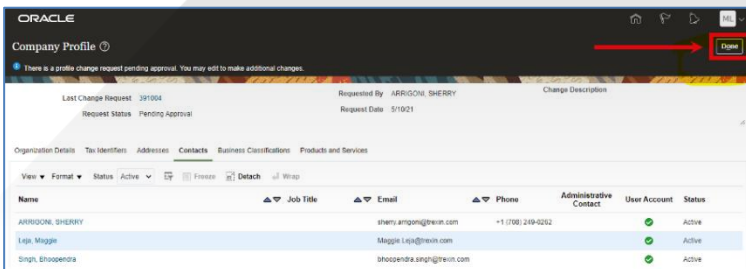 ORACLE
ML
Company Profile
Done
There is a profile change request pending approval. You may edit to make additional changes.
Last Change Request 391004 Requested By ARRIGONI, SHERRY Change Description
Request Status Pending Approval Request Date 5/10/21
Organization Details Tax Identifiers Addresses Contacts Business Classifications Products and Services
View Format Status Active Freeze Detach Wrap
Name Job Title Email Phone Administrative Contact User Account Status
ARRIGONI, SHERRY sherry.arrigoni@trexin.com +1 (708) 249-0202 Active
Leja, Maggie Maggie.Leja@trexin.com Active
Singh, Bhoopendra bhoopendra.singh@trexin.com Active